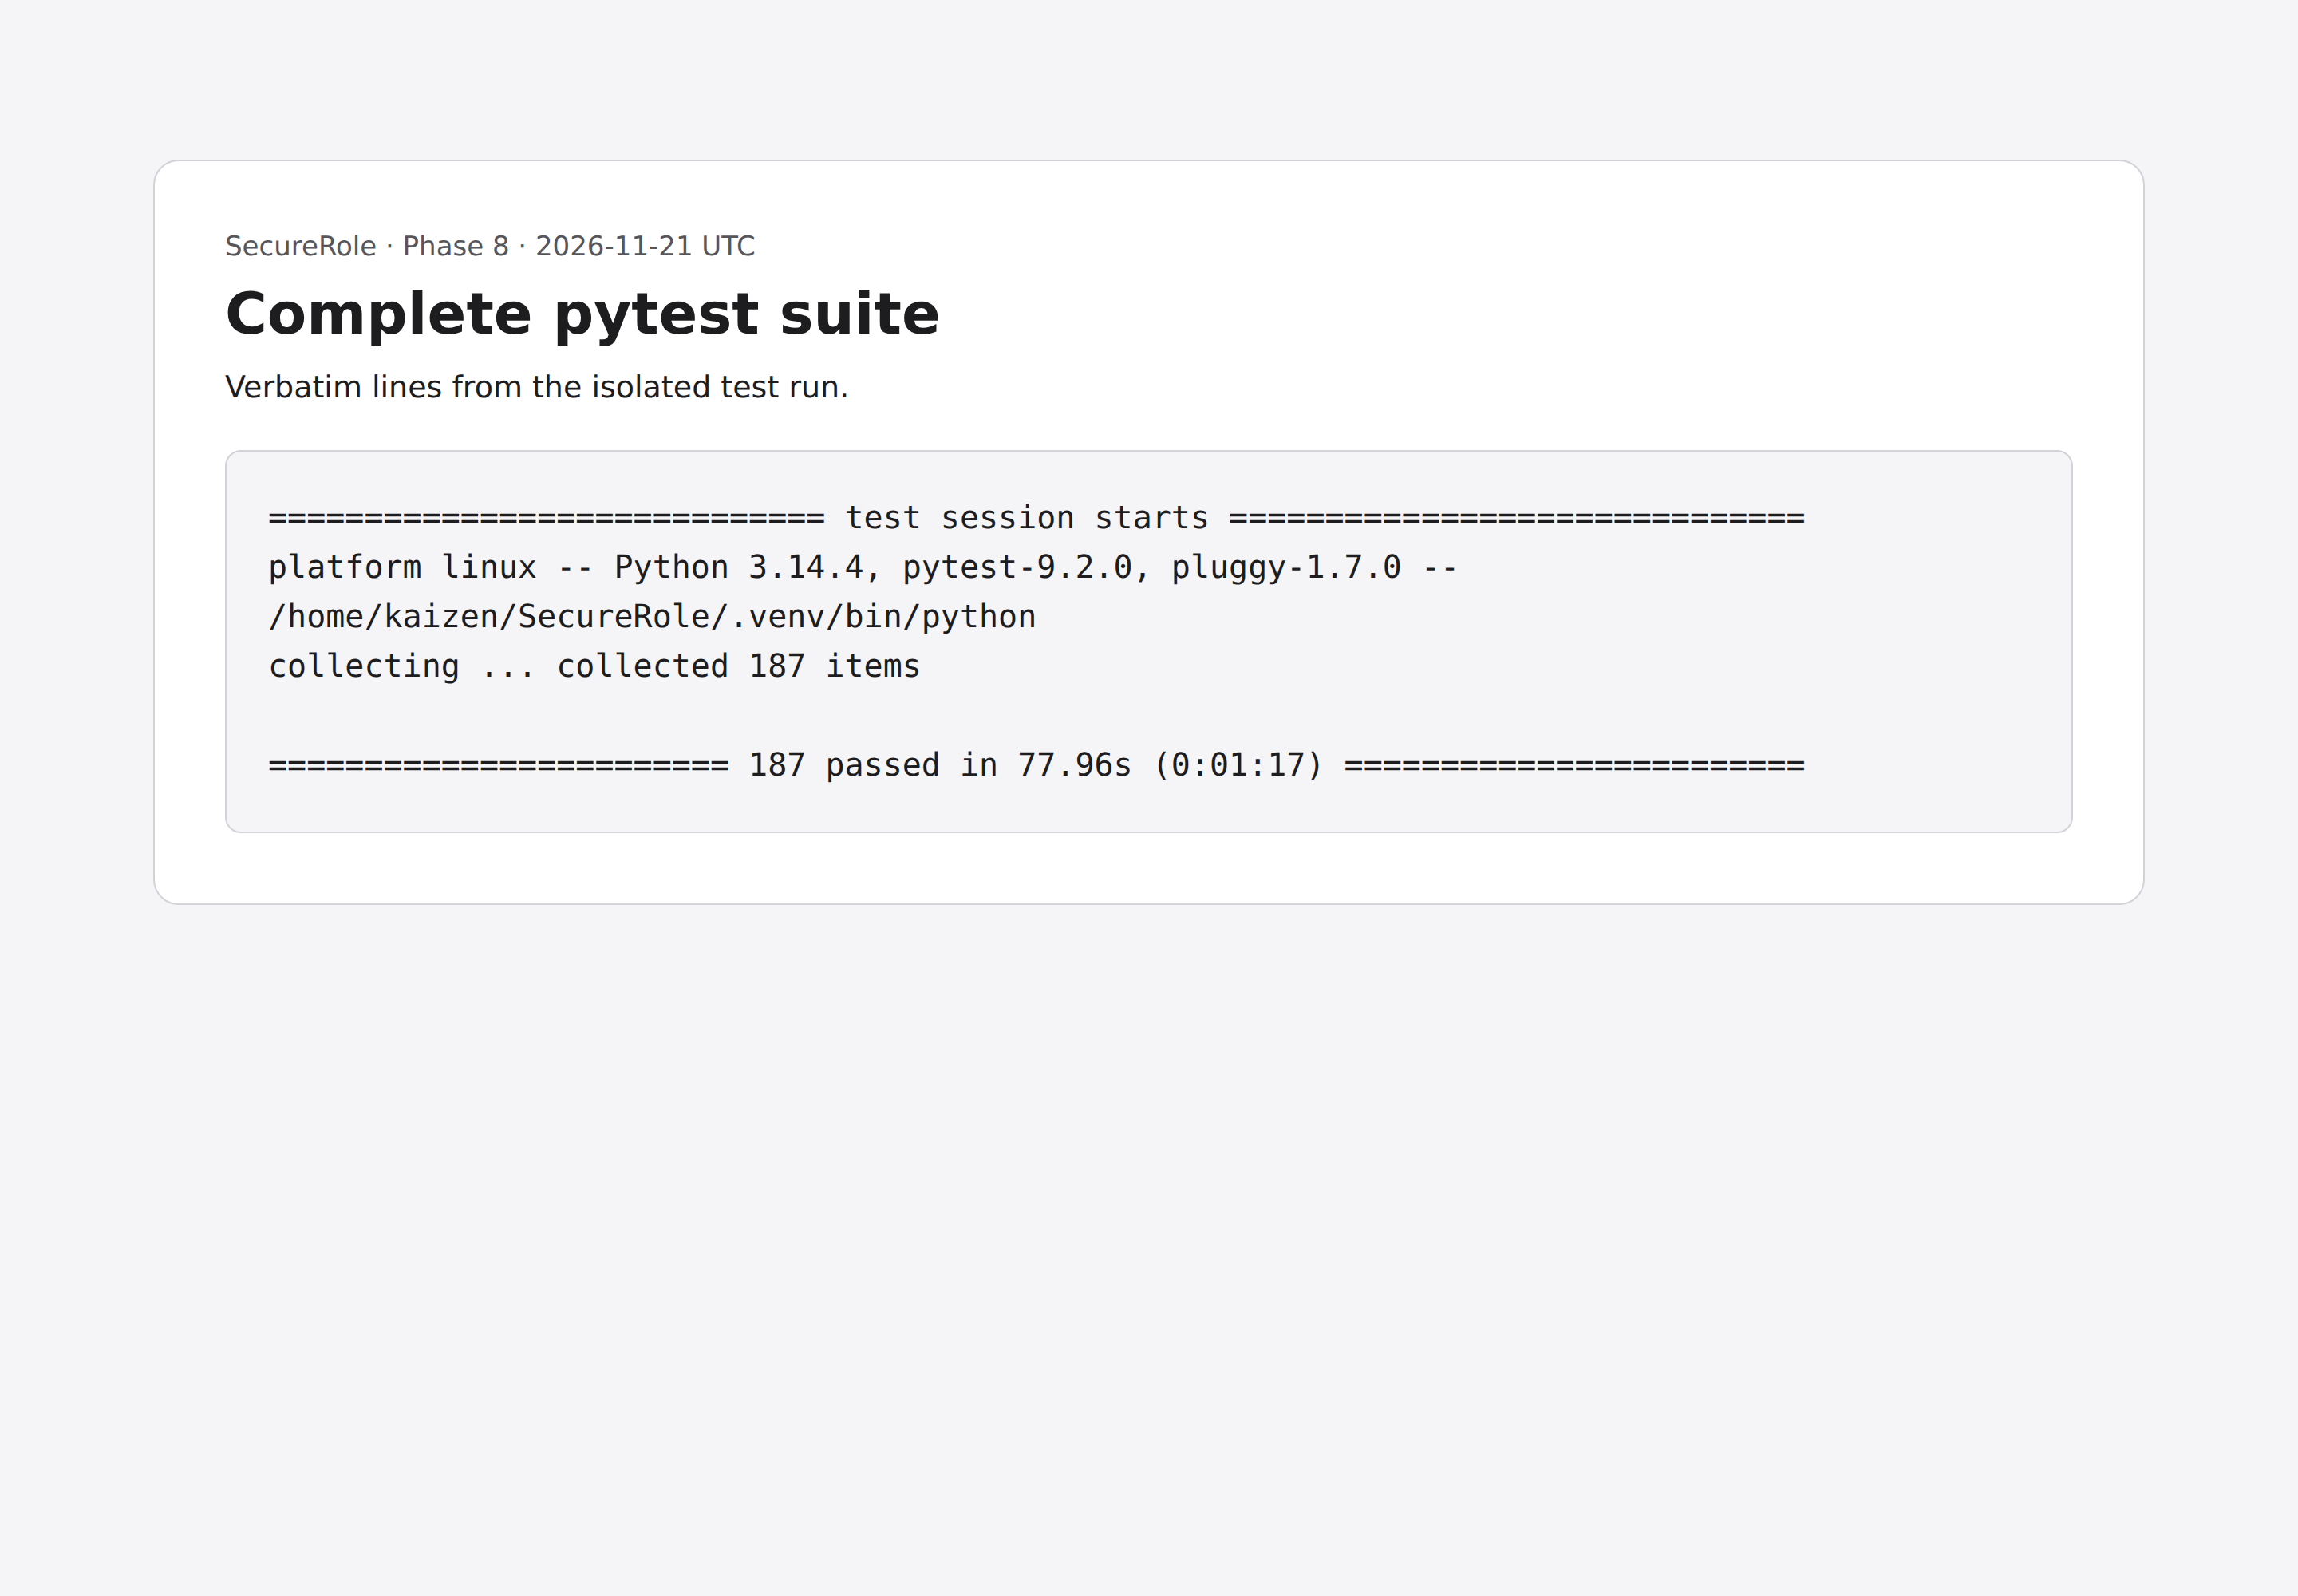 SecureRole · Phase 8 · 2026-11-21 UTC
Complete pytest suite
Verbatim lines from the isolated test run.
============================= test session starts ==============================
platform linux -- Python 3.14.4, pytest-9.2.0, pluggy-1.7.0 --
/home/kaizen/SecureRole/.venv/bin/python
collecting ... collected 187 items
======================== 187 passed in 77.96s (0:01:17) ========================